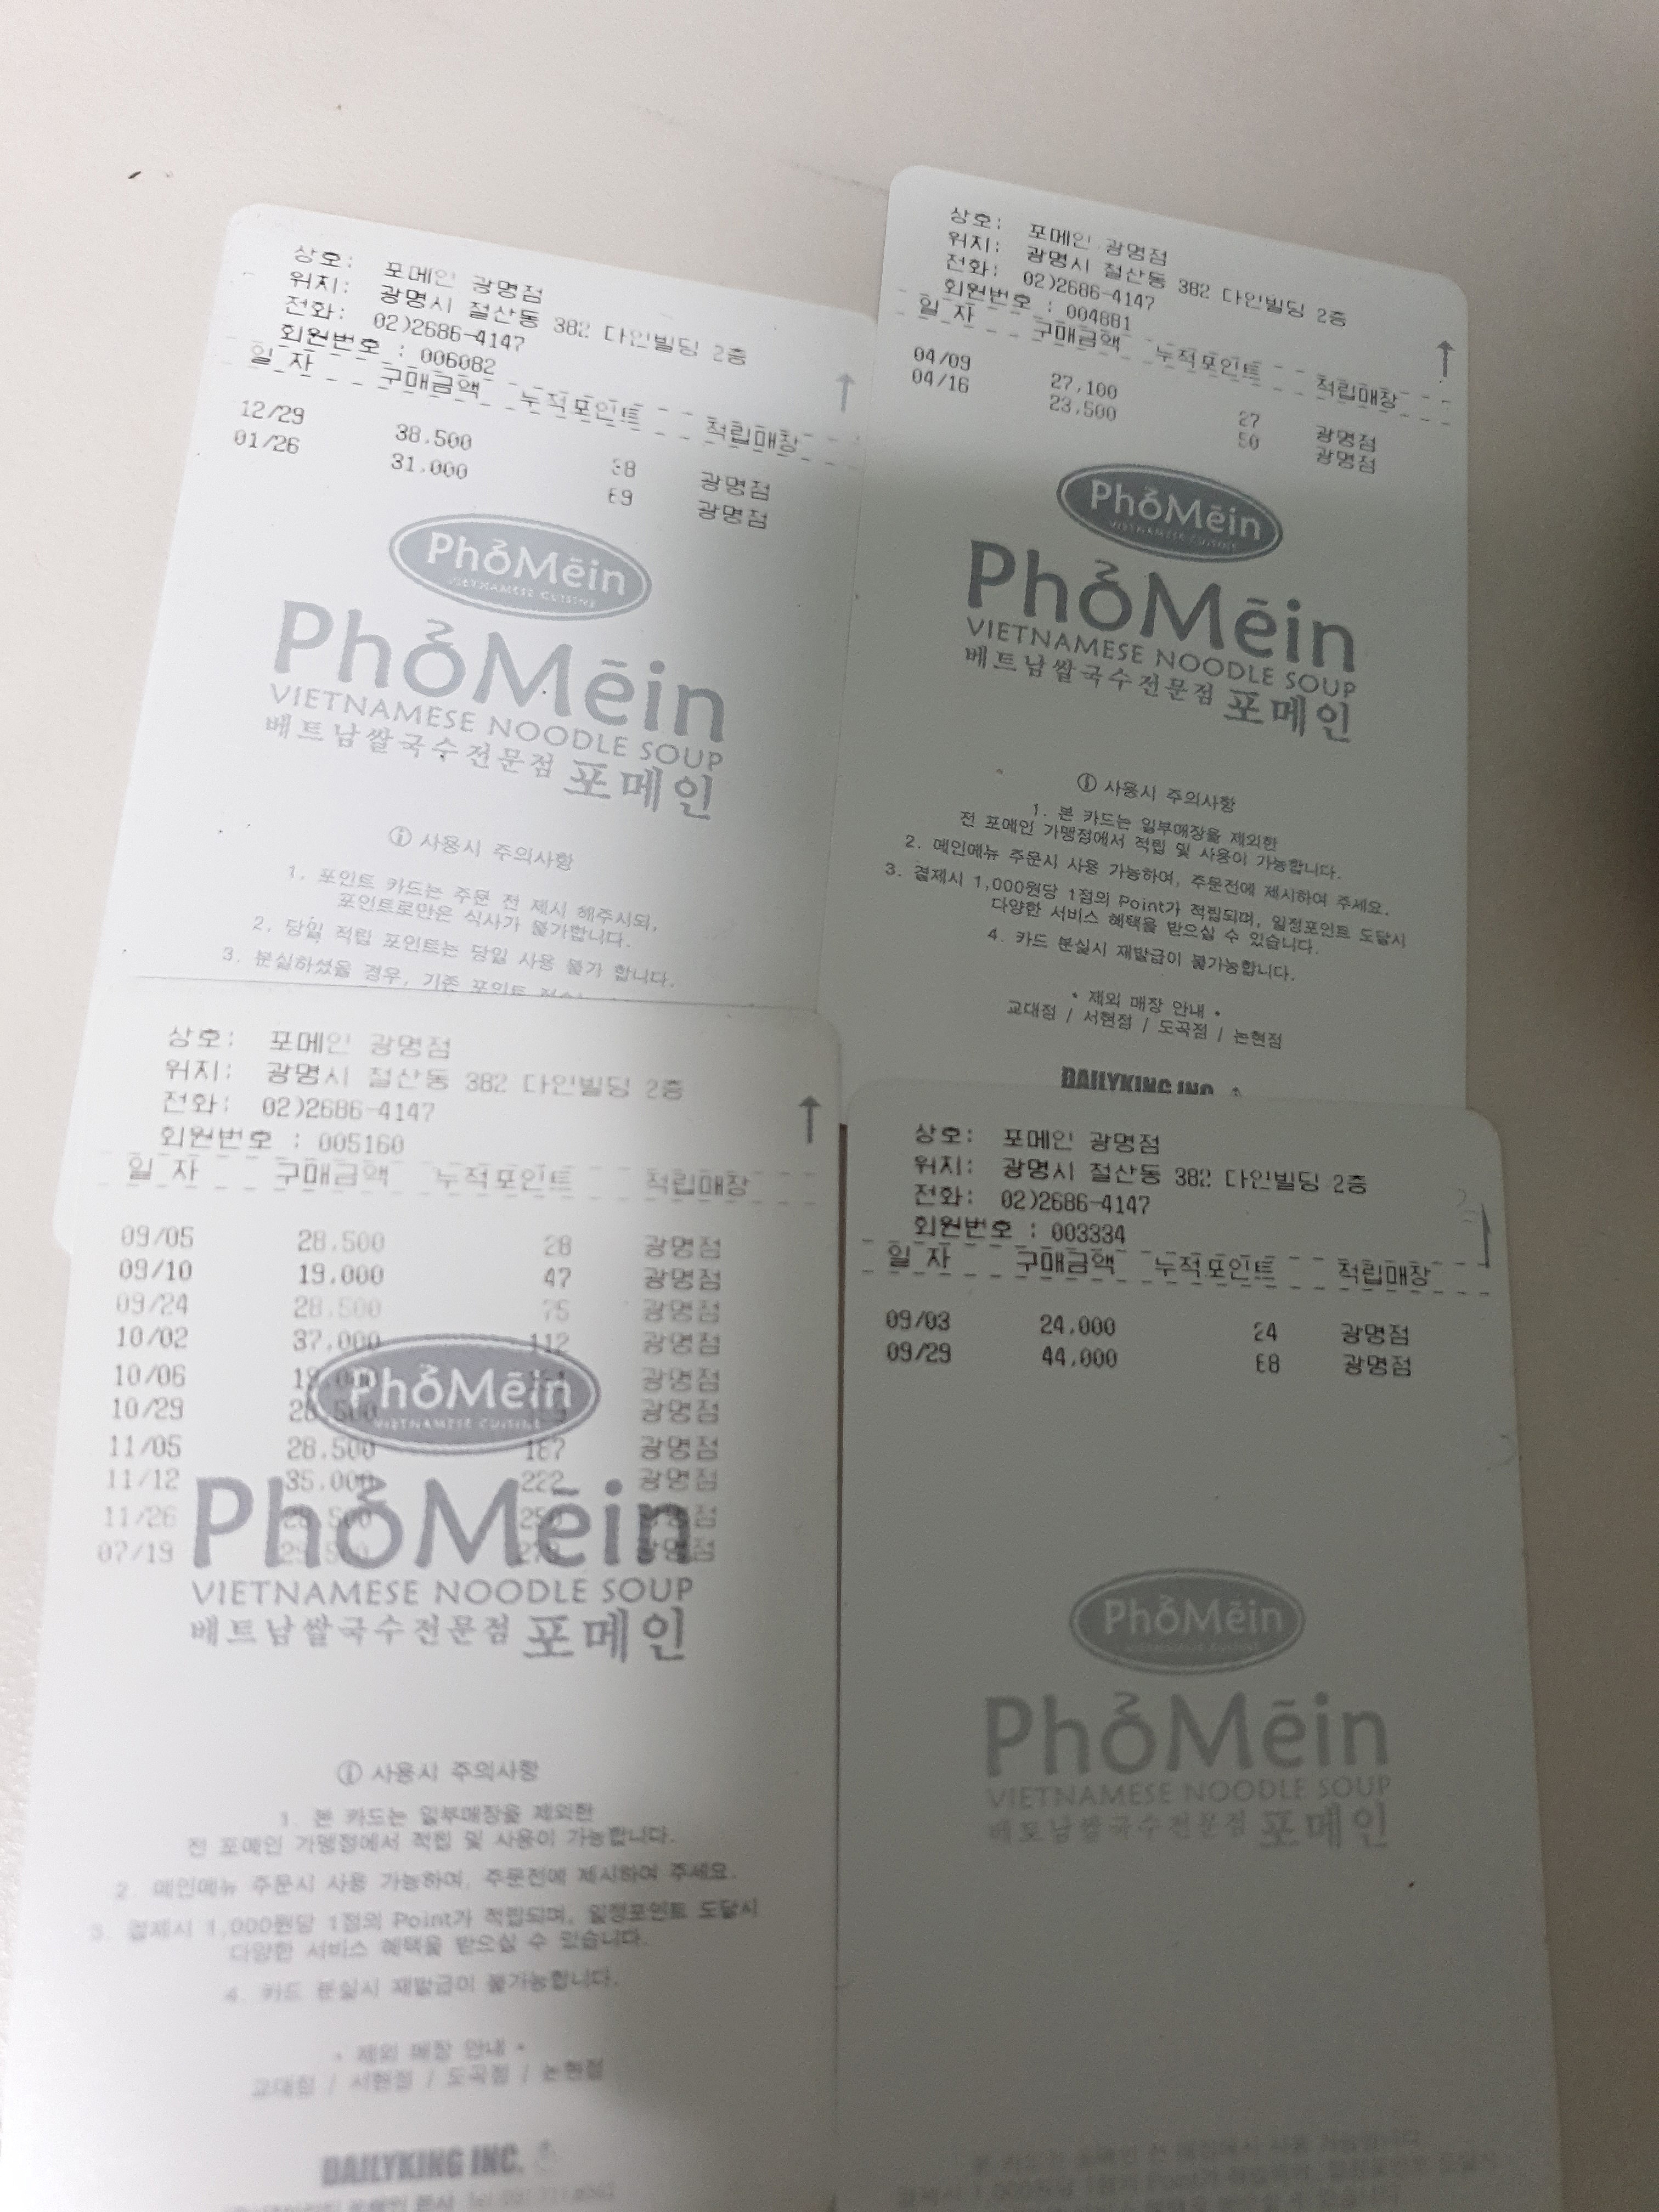 상호: 포메인 광명점
위치: 광명시 철산동 382 다인빌딩 2층
전화: 02)2686-4147
회원번호 : 006082
일 자 구매금액 누적포인트 적립매장
12/29 38,500 38 광명점
01/26 31,000 69 광명점
PhởMēin
VIETNAMESE CUISINE
PhởMēin
VIETNAMESE NOODLE SOUP
베트남쌀국수전문점 포메인
사용시 주의사항
1. 포인트 카드는 주문 전 제시 해주시되,
포인트로만은 식사가 불가합니다.
2. 당일 적립 포인트는 당일 사용 불가 합니다.
3. 분실하셨을 경우, 기존 포인트
상호: 포메인 광명점
위치: 광명시 철산동 382 다인빌딩 2층
전화: 02)2686-4147
회원번호 : 004881
일 자 구매금액 누적포인트 적립매장
04/09 27,100 27 광명점
04/16 23,500 50 광명점
PhởMēin
VIETNAMESE CUISINE
PhởMēin
VIETNAMESE NOODLE SOUP
베트남쌀국수전문점 포메인
사용시 주의사항
1. 본 카드는 일부매장을 제외한
전 포메인 가맹점에서 적립 및 사용이 가능합니다.
2. 메인메뉴 주문시 사용 가능하여, 주문전에 제시하여 주세요.
3. 결제시 1,000원당 1점의 Point가 적립되며, 일정포인트 도달시
다양한 서비스 혜택을 받으실 수 있습니다.
4. 카드 분실시 재발급이 불가능합니다.
• 제외 매장 안내 •
교대점 / 서현점 / 도곡점 / 논현점
DAILYKING INC.
상호: 포메인 광명점
위치: 광명시 철산동 382 다인빌딩 2층
전화: 02)2686-4147
회원번호 : 005160
일 자 구매금액 누적포인트 적립매장
09/05 28,500 28 광명점
09/10 19,000 47 광명점
09/24 28,500 75 광명점
10/02 37,000 112 광명점
10/06 광명점
10/29 28,500 광명점
11/05 28,500 187 광명점
11/12 35,000 222 광명점
11/26 28,500 광명점
07/19 광명점
PhởMēin
VIETNAMESE CUISINE
PhởMēin
VIETNAMESE NOODLE SOUP
베트남쌀국수전문점 포메인
사용시 주의사항
1. 본 카드는 일부매장을 제외한
전 포메인 가맹점에서 적립 및 사용이 가능합니다.
2. 메인메뉴 주문시 사용 가능하여, 주문전에 제시하여 주세요.
3. 결제시 1,000원당 1점의 Point가 적립되며, 일정포인트 도달시
다양한 서비스 혜택을 받으실 수 있습니다.
4. 카드 분실시 재발급이 불가능합니다.
• 제외 매장 안내 •
교대점 / 서현점 / 도곡점 / 논현점
DAILYKING INC.
상호: 포메인 광명점
위치: 광명시 철산동 382 다인빌딩 2층
전화: 02)2686-4147
회원번호 : 003334
일 자 구매금액 누적포인트 적립매장
09/03 24,000 24 광명점
09/29 44,000 68 광명점
PhởMēin
VIETNAMESE CUISINE
PhởMēin
VIETNAMESE NOODLE SOUP
베트남쌀국수전문점 포메인